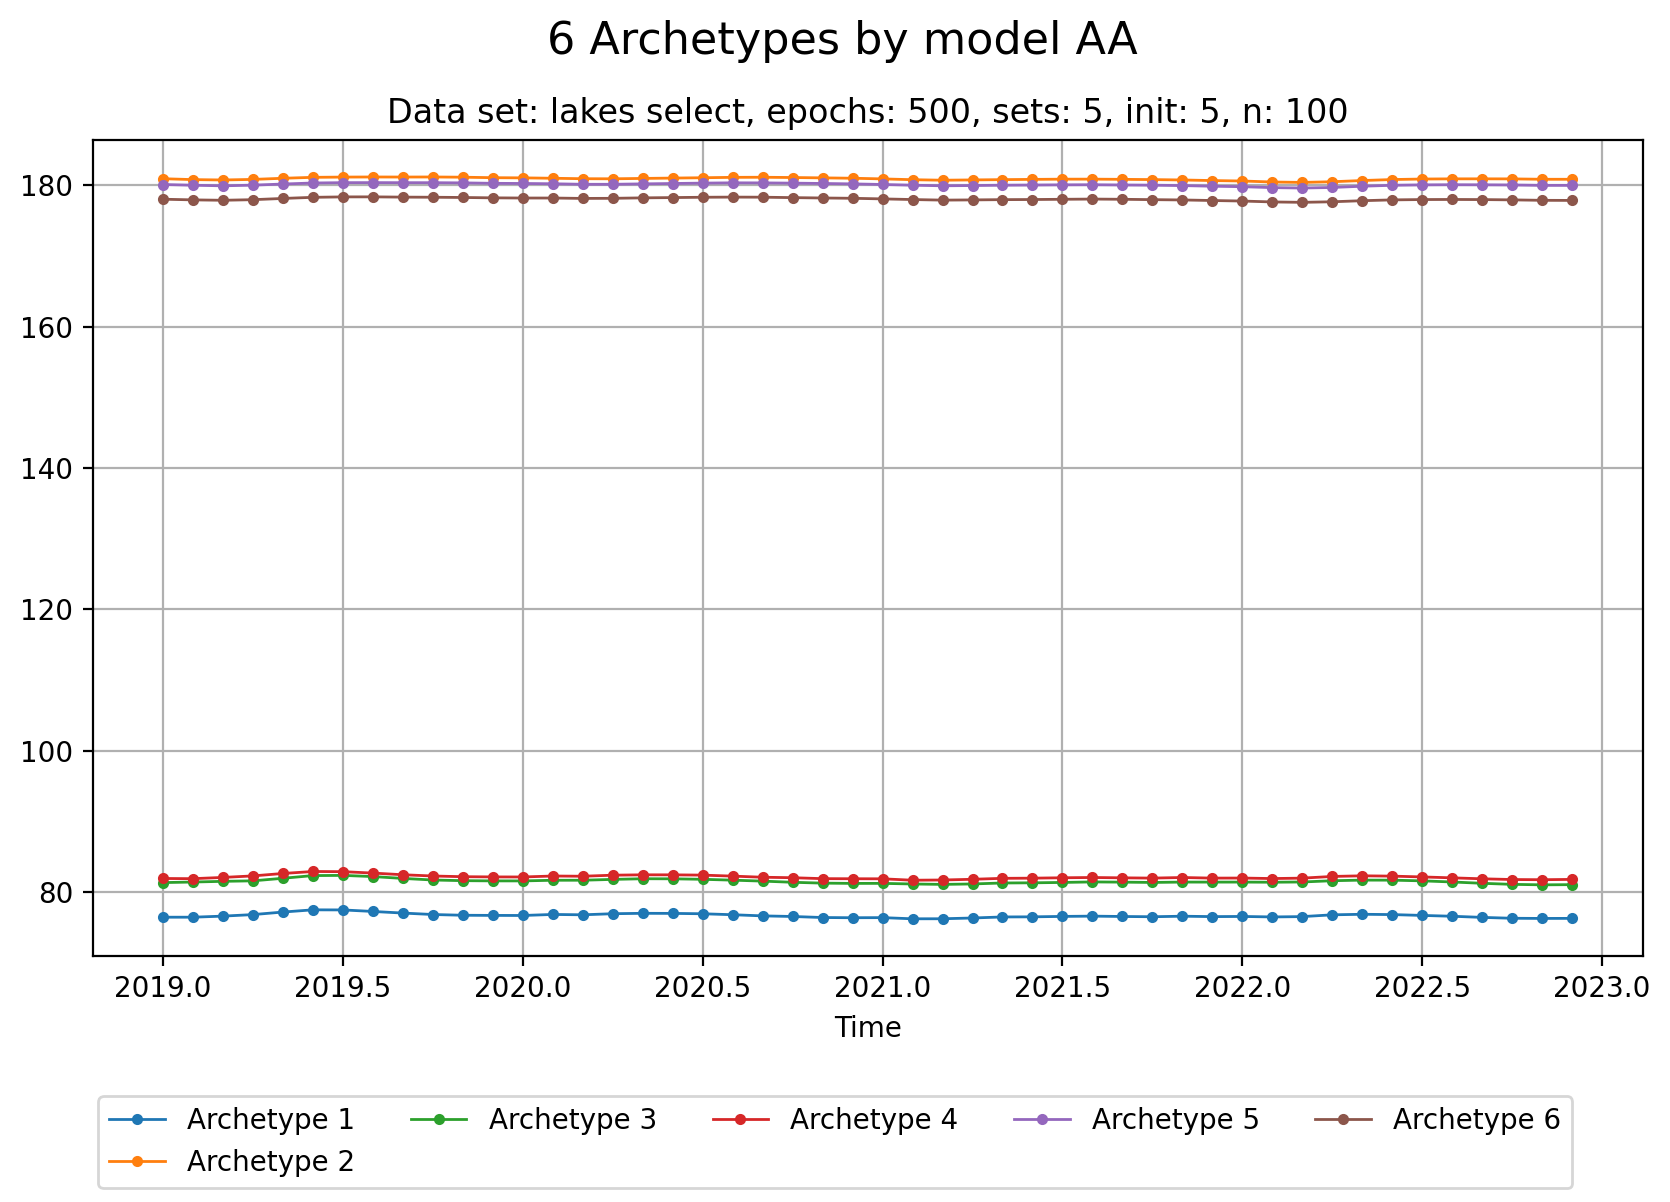 6 Archetypes by model AA
Data set: lakes select, epochs: 500, sets: 5, init: 5, n: 100
180
160
140
120
100
80
2019.0 2019.5 2020.0 2020.5 2021.0 2021.5 2022.0 2022.5 2023.0
Time
Archetype 1 Archetype 3 Archetype 4 Archetype 5 Archetype 6
Archetype 2